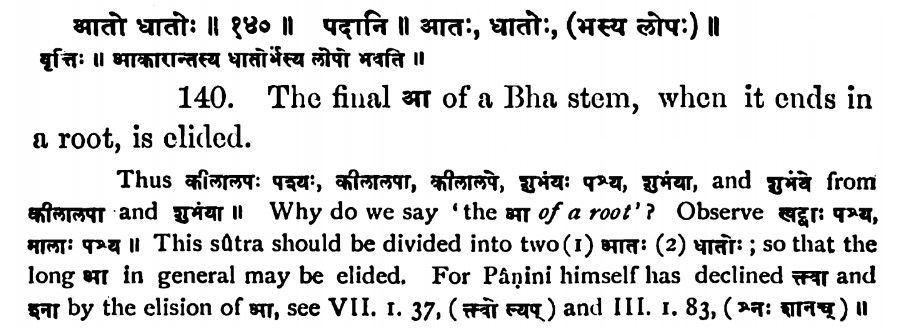 आतो धातोः ॥ १४० ॥ पदानि ॥ आतः, धातोः, (भस्य लोपः) ॥
वृत्तिः ॥ आकारान्तस्य धातोर्भस्य लोपो भवति ॥
140. The final आ of a Bha stem, when it ends in
a root, is elided.
Thus कीलालपः पश्यः, कीलालपा, कीलालपे, शुभंयः पश्य, शुभंया, and शुभंये from
कीलालपा and शुभंया ॥ Why do we say 'the आ of a root'? Observe खट्वाः पश्य,
मालाः पश्य ॥ This sûtra should be divided into two (1) आतः (2) धातोः; so that the
long आ in general may be elided. For Pâṇini himself has declined क्त्वा and
श्ना by the elision of आ, see VII. 1. 37, (क्त्वो ल्यप्) and III. 1. 83, (श्नः शानच्) ॥